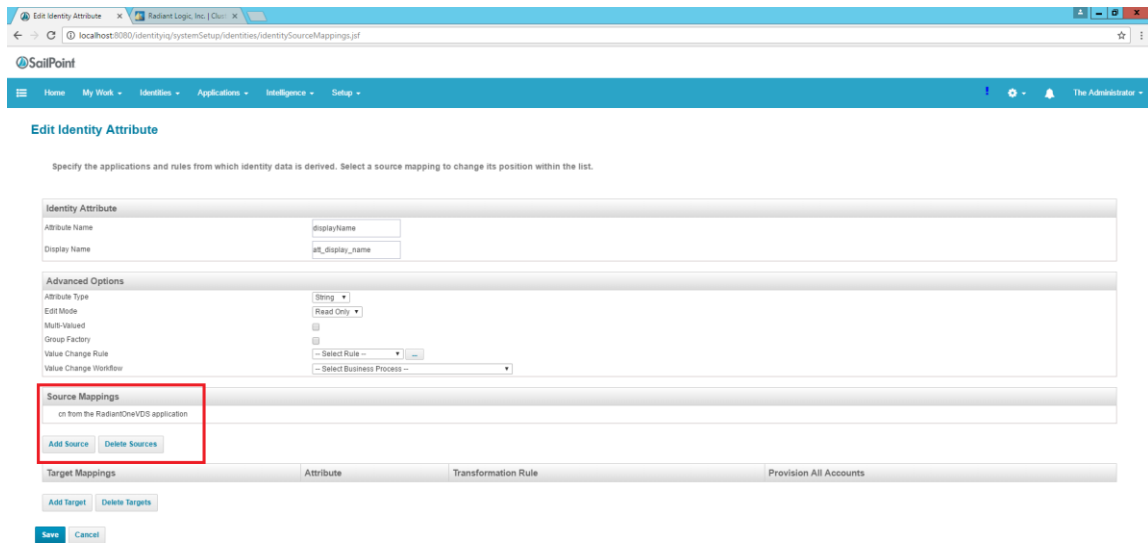 Edit Identity Attribute
Radiant Logic, Inc. | Clus
localhost:8080/identityiq/systemSetup/identities/identitySourceMappings.jsf
SailPoint
Home My Work Identities Applications Intelligence Setup ! The Administrator
Edit Identity Attribute
Specify the applications and rules from which identity data is derived. Select a source mapping to change its position within the list.
Identity Attribute
Attribute Name displayName
Display Name att_display_name
Advanced Options
Attribute Type String
Edit Mode Read Only
Multi-Valued
Group Factory
Value Change Rule -- Select Rule -- ...
Value Change Workflow -- Select Business Process --
Source Mappings
cn from the RadiantOneVDS application
Add Source Delete Sources
Target Mappings Attribute Transformation Rule Provision All Accounts
Add Target Delete Targets
Save Cancel